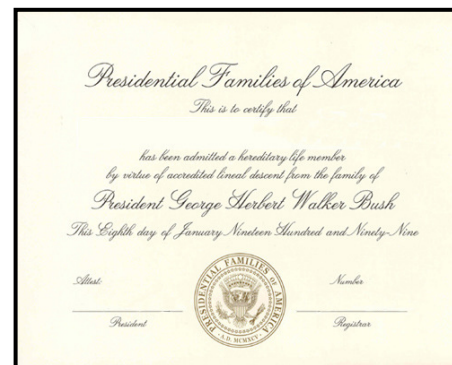 Presidential Families of America
This is to certify that
has been admitted a hereditary life member
by virtue of accredited lineal descent from the family of
President George Herbert Walker Bush
This Eighth day of January Nineteen Hundred and Ninety-Nine
Attest:
Number
President
Registrar
PRESIDENTIAL FAMILIES OF AMERICA
· A.D. MCMXCV ·